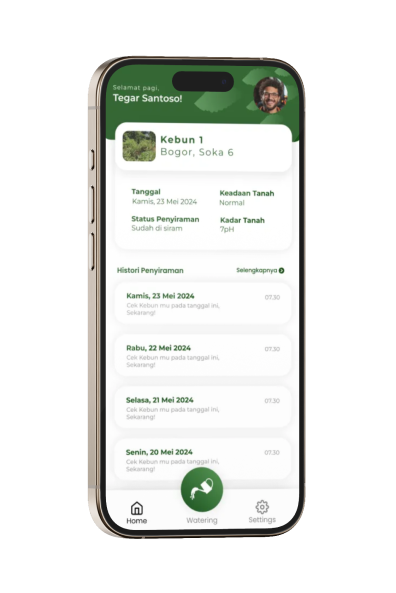 Selamat pagi,
Tegar Santoso!
Kebun 1
Bogor, Soka 6
Tanggal
Kamis, 23 Mei 2024
Keadaan Tanah
Normal
Status Penyiraman
Sudah di siram
Kadar Tanah
7pH
Histori Penyiraman
Selengkapnya
Kamis, 23 Mei 2024
07.30
Cek Kebun mu pada tanggal ini,
Sekarang!
Rabu, 22 Mei 2024
07.30
Cek Kebun mu pada tanggal ini,
Sekarang!
Selasa, 21 Mei 2024
07.30
Cek Kebun mu pada tanggal ini,
Sekarang!
Senin, 20 Mei 2024
07.30
Cek Kebun mu pada tanggal ini,
Sekarang!
Home
Watering
Settings